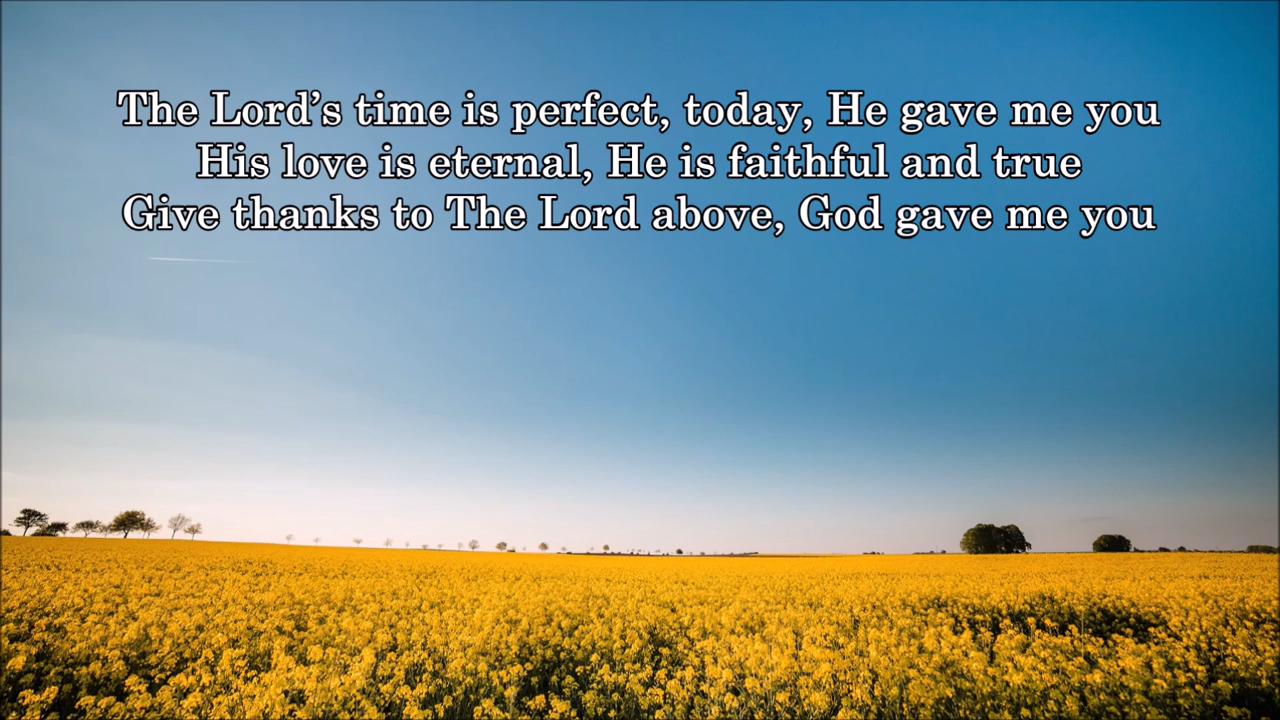 The Lord’s time is perfect, today, He gave me you
His love is eternal, He is faithful and true
Give thanks to The Lord above, God gave me you